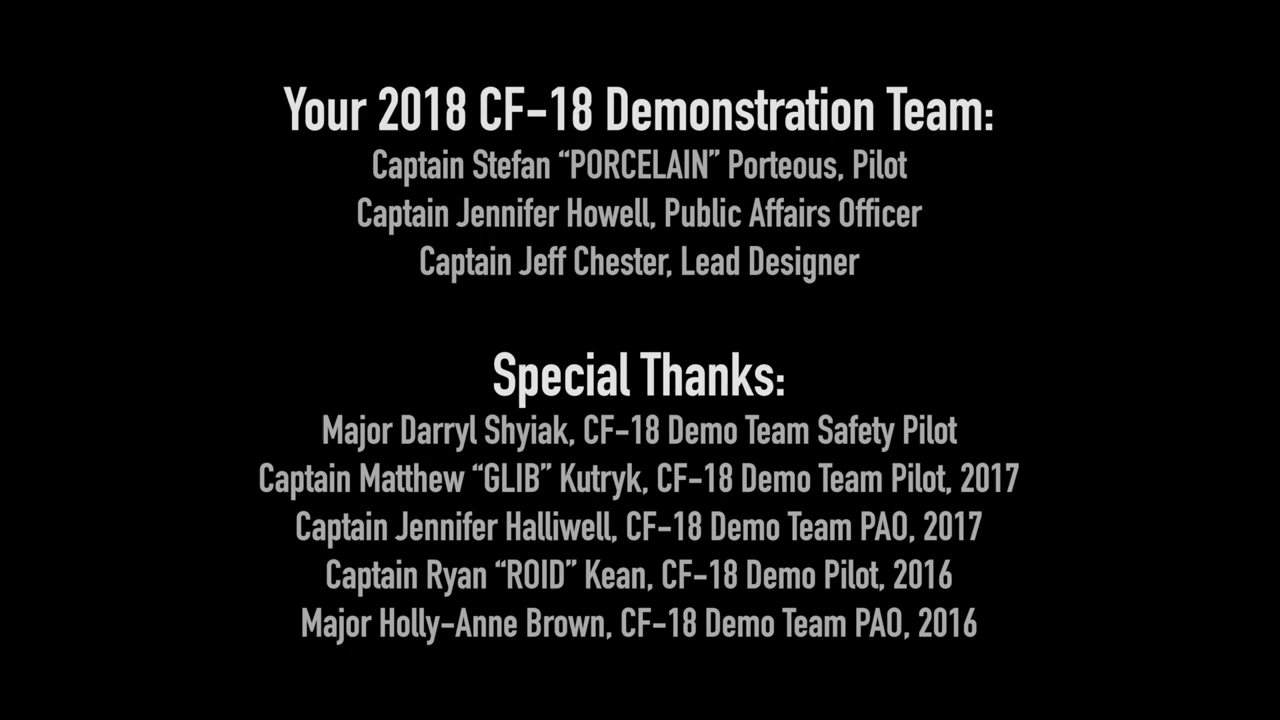 Your 2018 CF-18 Demonstration Team:
Captain Stefan “PORCELAIN” Porteous, Pilot
Captain Jennifer Howell, Public Affairs Officer
Captain Jeff Chester, Lead Designer
Special Thanks:
Major Darryl Shyiak, CF-18 Demo Team Safety Pilot
Captain Matthew “GLIB” Kutryk, CF-18 Demo Team Pilot, 2017
Captain Jennifer Halliwell, CF-18 Demo Team PAO, 2017
Captain Ryan “ROID” Kean, CF-18 Demo Pilot, 2016
Major Holly-Anne Brown, CF-18 Demo Team PAO, 2016